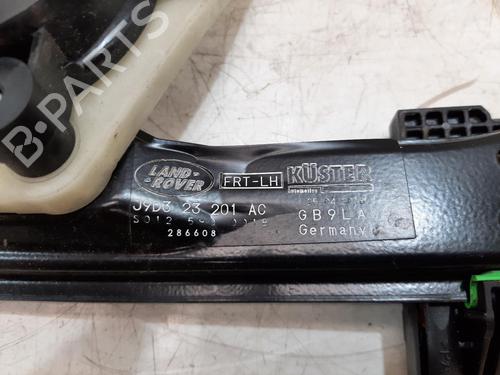 B-PARTS
LAND ROVER
FRT-LH
KÜSTER
J9D3 23 201 AC
GB9LA
286608
Germany